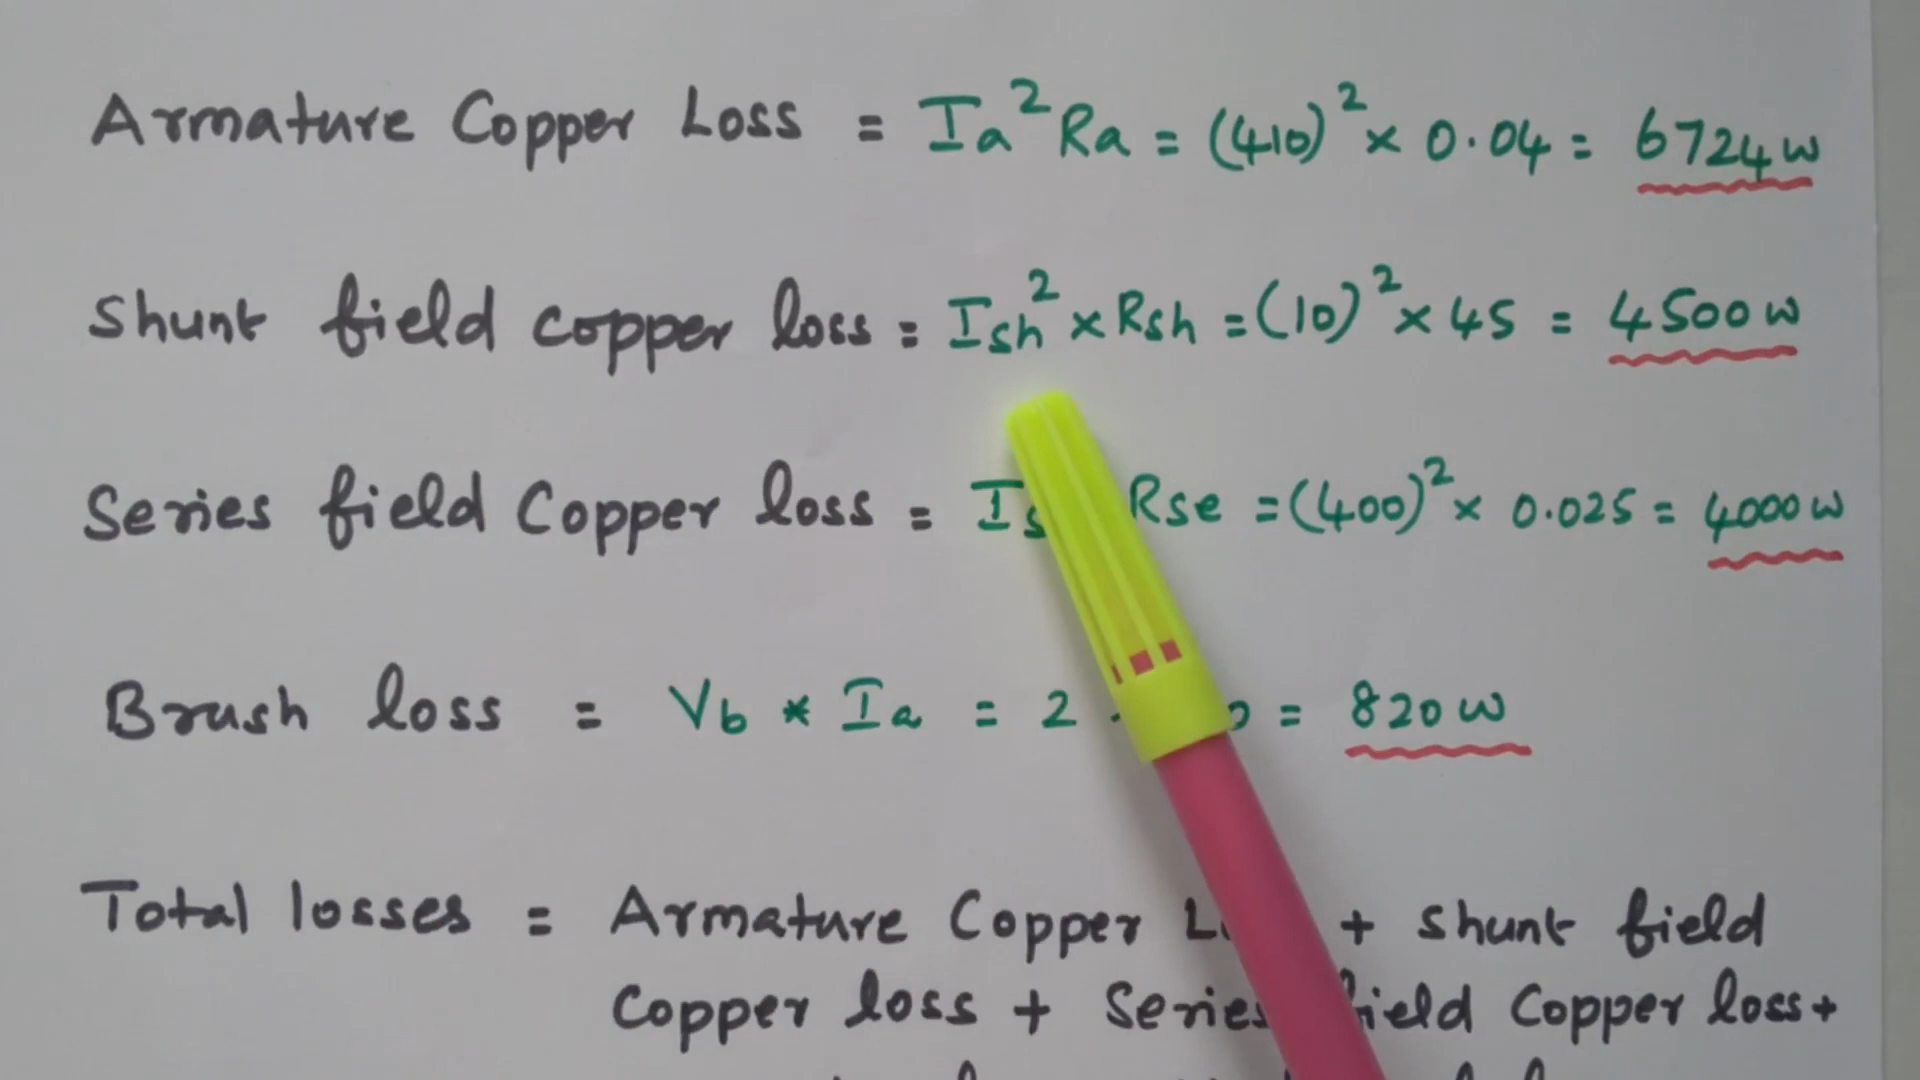 Armature Copper Loss = Ia²Ra = (410)² × 0.04 = 6724w
Shunt field copper loss = Ish² × Rsh = (10)² × 45 = 4500w
Series field Copper loss = Rse = (400)² × 0.025 = 4000w
Brush loss = Vb * Ia = 2 = 820w
Total losses = Armature Copper + Shunt field
Copper loss + Series field Copper loss +